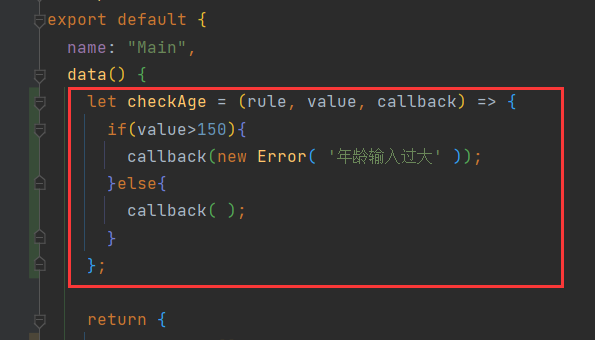 export default {
name: "Main",
data() {
let checkAge = (rule, value, callback) => {
if(value>150){
callback(new Error( '年龄输入过大' ));
}else{
callback( );
}
};
return {